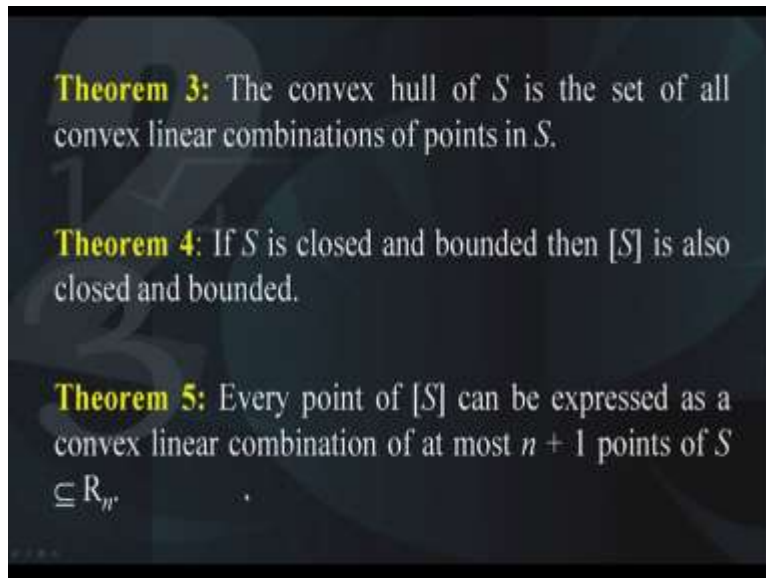 Theorem 3: The convex hull of S is the set of all
convex linear combinations of points in S.
Theorem 4: If S is closed and bounded then [S] is also
closed and bounded.
Theorem 5: Every point of [S] can be expressed as a
convex linear combination of at most n + 1 points of S
⊆ Rₙ.